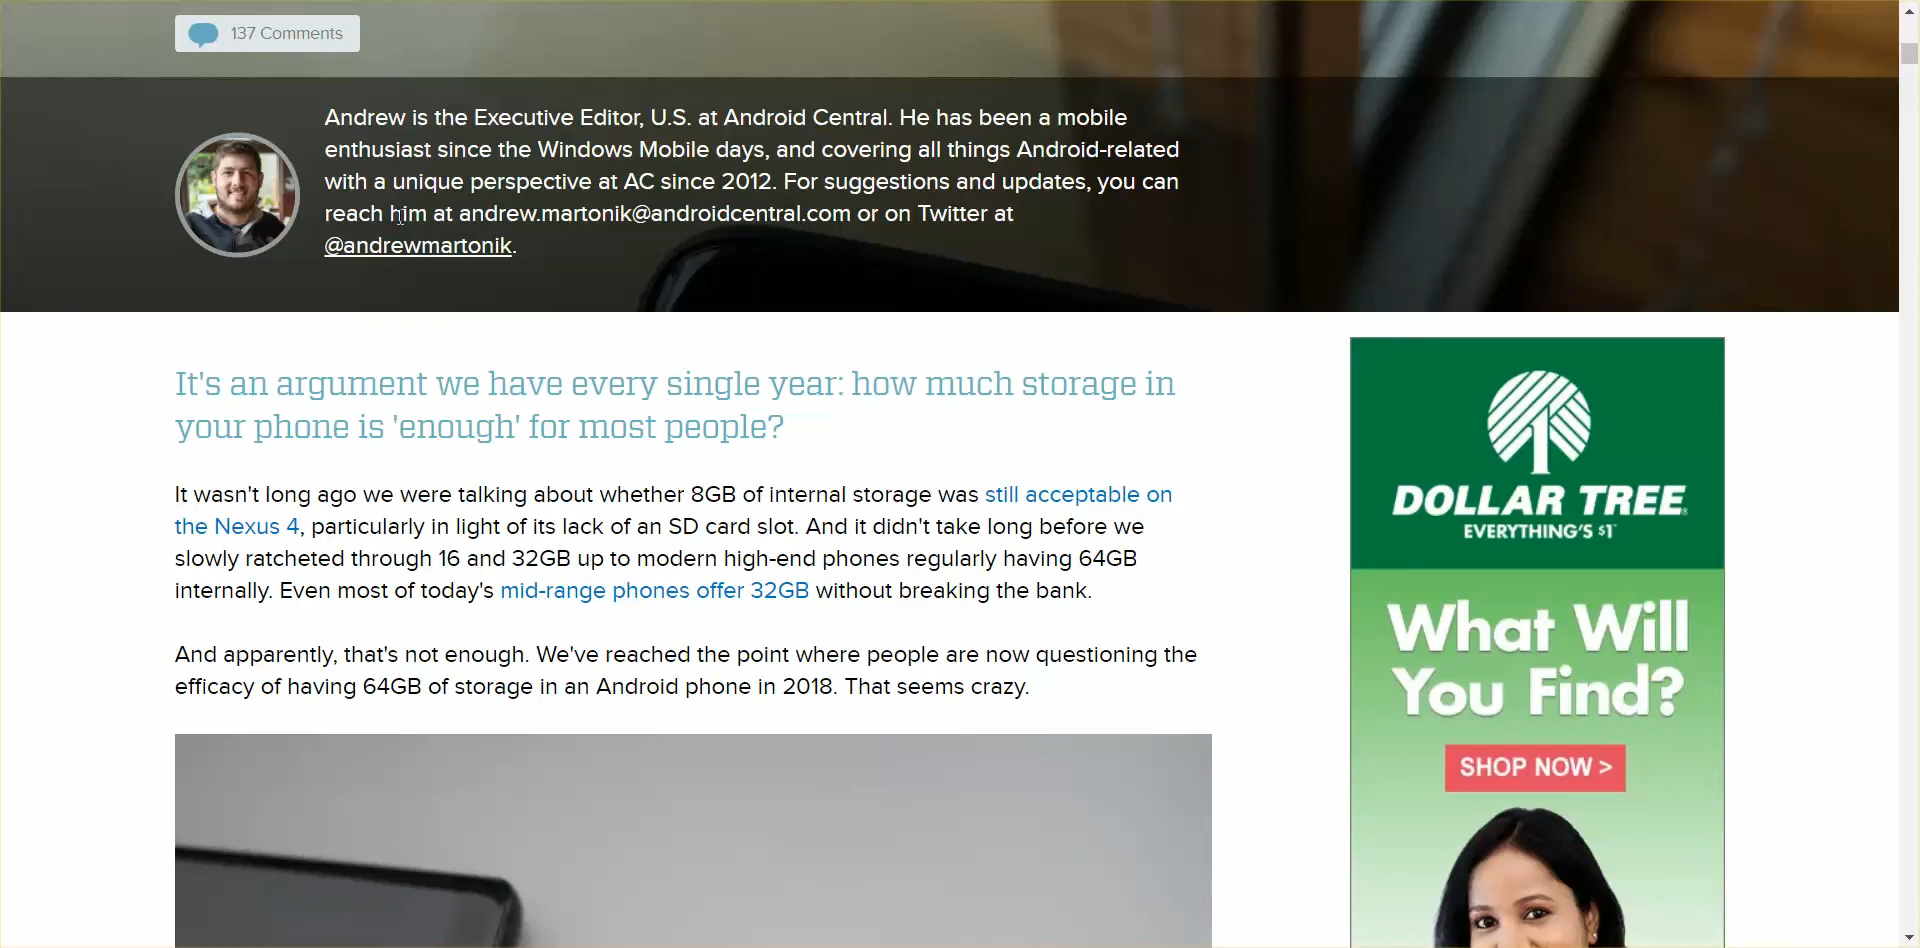 137 Comments
Andrew is the Executive Editor, U.S. at Android Central. He has been a mobile
enthusiast since the Windows Mobile days, and covering all things Android-related
with a unique perspective at AC since 2012. For suggestions and updates, you can
reach him at andrew.martonik@androidcentral.com or on Twitter at
@andrewmartonik.
It's an argument we have every single year: how much storage in
your phone is 'enough' for most people?
It wasn't long ago we were talking about whether 8GB of internal storage was still acceptable on
the Nexus 4, particularly in light of its lack of an SD card slot. And it didn't take long before we
slowly ratcheted through 16 and 32GB up to modern high-end phones regularly having 64GB
internally. Even most of today's mid-range phones offer 32GB without breaking the bank.
And apparently, that's not enough. We've reached the point where people are now questioning the
efficacy of having 64GB of storage in an Android phone in 2018. That seems crazy.
1
DOLLAR TREE
EVERYTHING'S $1
What Will
You Find?
SHOP NOW >